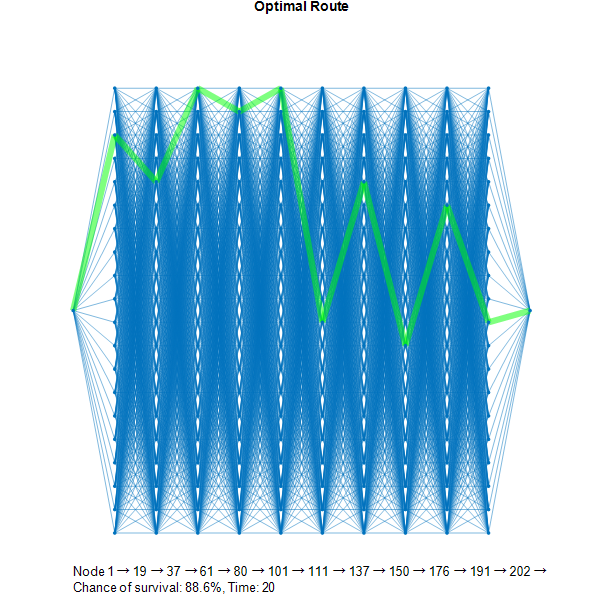 Optimal Route
Node 1 → 19 → 37 → 61 → 80 → 101 → 111 → 137 → 150 → 176 → 191 → 202 →
Chance of survival: 88.6%, Time: 20